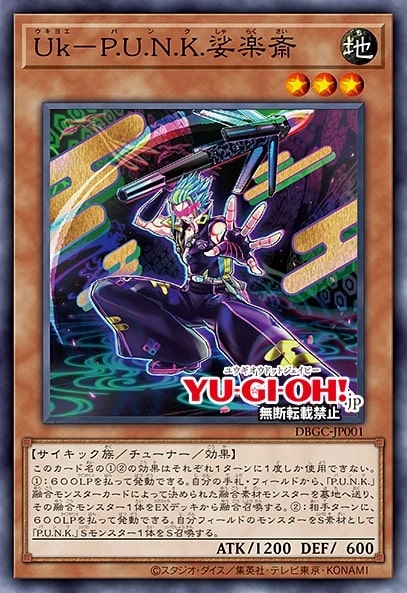 ウキヨエ パンク しゃらくさい
Uk－P.U.N.K.娑楽斎
地
ユウギオウドットジェイピー
YU-GI-OH!.jp
無断転載禁止
DBGC-JP001
【サイキック族／チューナー／効果】
このカード名の①②の効果はそれぞれ1ターンに1度しか使用できない。
①：600LPを払って発動できる。自分の手札・フィールドから、「P.U.N.K.」
融合モンスターカードによって決められた融合素材モンスターを墓地へ送り、
その融合モンスター1体をEXデッキから融合召喚する。②：相手ターンに、
600LPを払って発動できる。自分フィールドのモンスターをS素材として
「P.U.N.K.」Sモンスター1体をS召喚する。
ATK/1200 DEF/ 600
©スタジオ・ダイス／集英社・テレビ東京・KONAMI